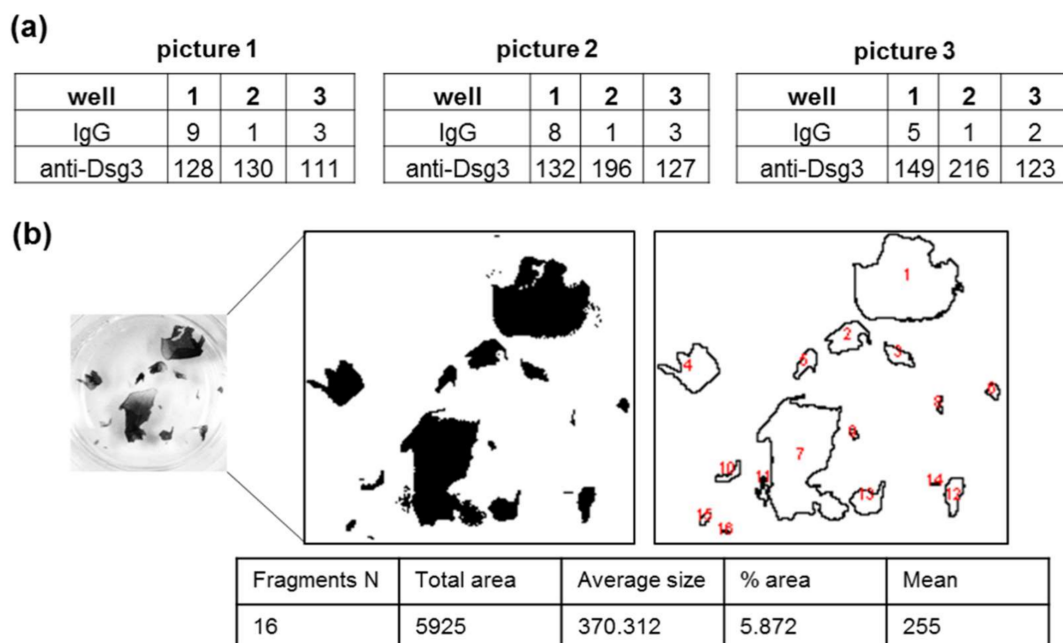 (a)
picture 1
well 1 2 3
IgG 9 1 3
anti-Dsg3 128 130 111
picture 2
well 1 2 3
IgG 8 1 3
anti-Dsg3 132 196 127
picture 3
well 1 2 3
IgG 5 1 2
anti-Dsg3 149 216 123
(b)
1
2
3
5
4
7
10
11
13
14
12
15
16
Fragments N Total area Average size % area Mean
16 5925 370.312 5.872 255